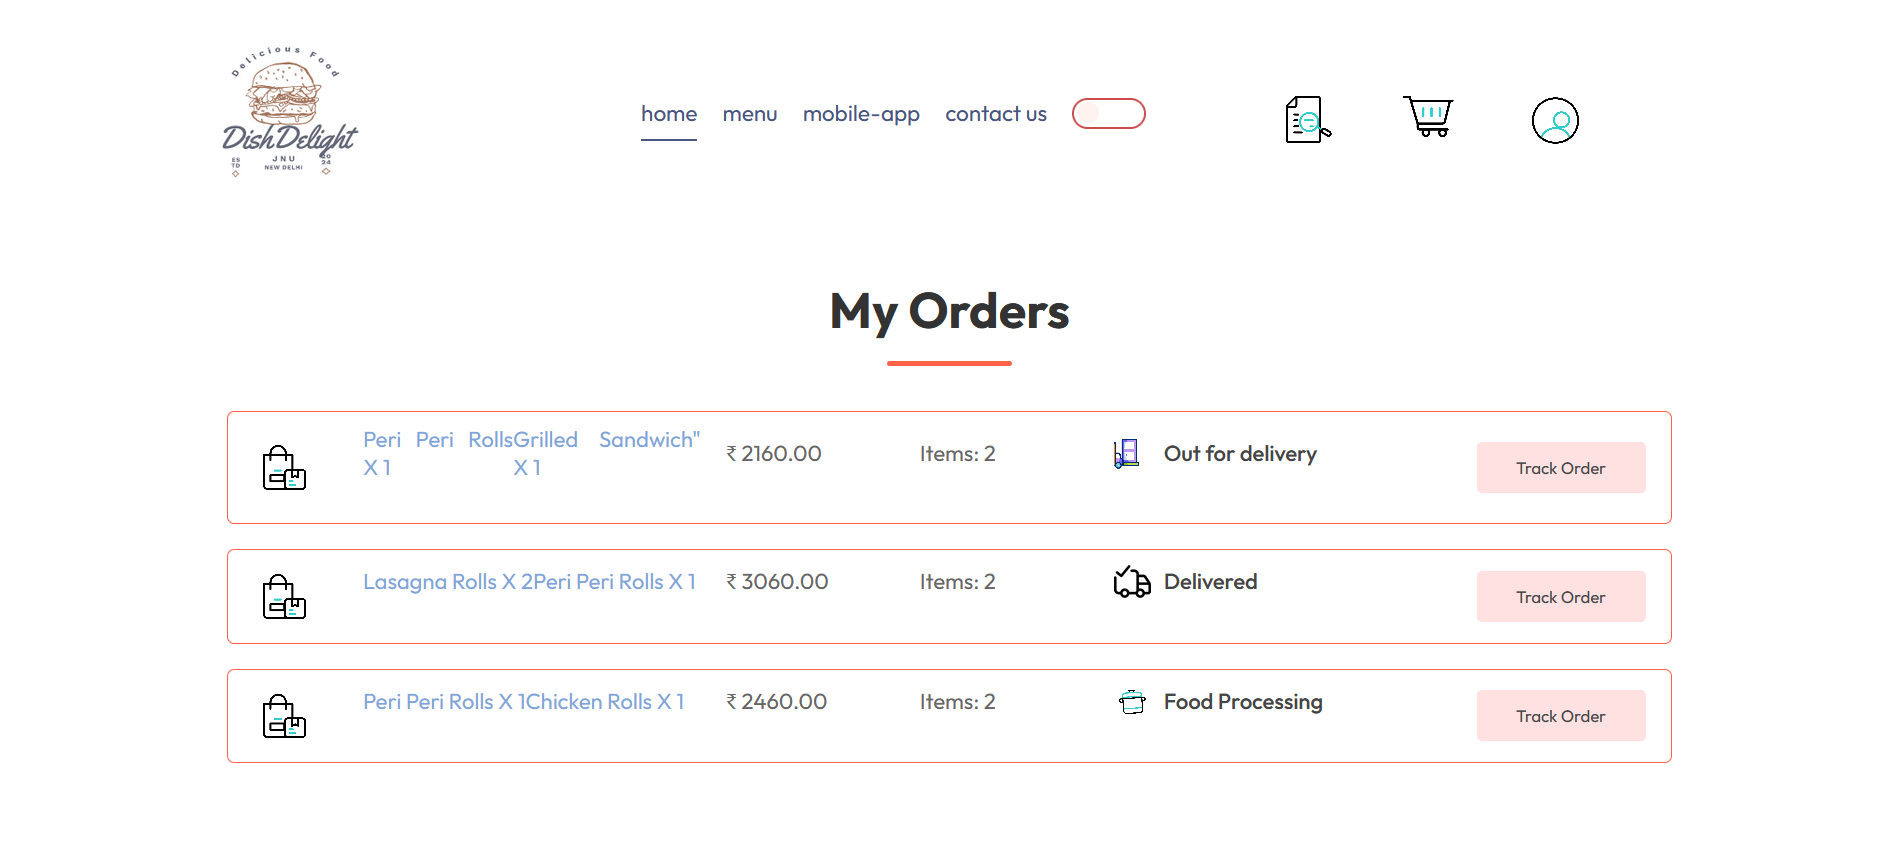 Delicious Food
DishDelight
ES
TD
JNU
NEW DELHI
20
24
home
menu
mobile-app
contact us
My Orders
Peri Peri RollsGrilled Sandwich"
X 1 X 1
₹ 2160.00
Items: 2
Out for delivery
Track Order
Lasagna Rolls X 2Peri Peri Rolls X 1
₹ 3060.00
Items: 2
Delivered
Track Order
Peri Peri Rolls X 1Chicken Rolls X 1
₹ 2460.00
Items: 2
Food Processing
Track Order